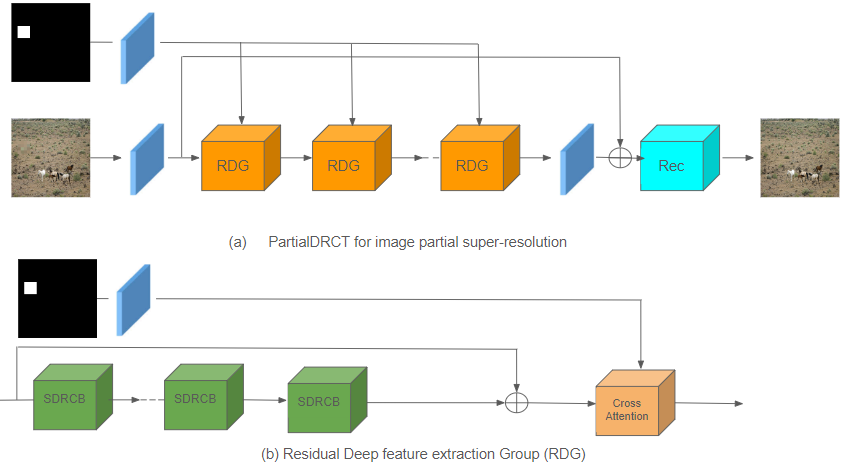 RDG
RDG
RDG
Rec
(a) PartialDRCT for image partial super-resolution
SDRCB
SDRCB
SDRCB
Cross
Attention
(b) Residual Deep feature extraction Group (RDG)